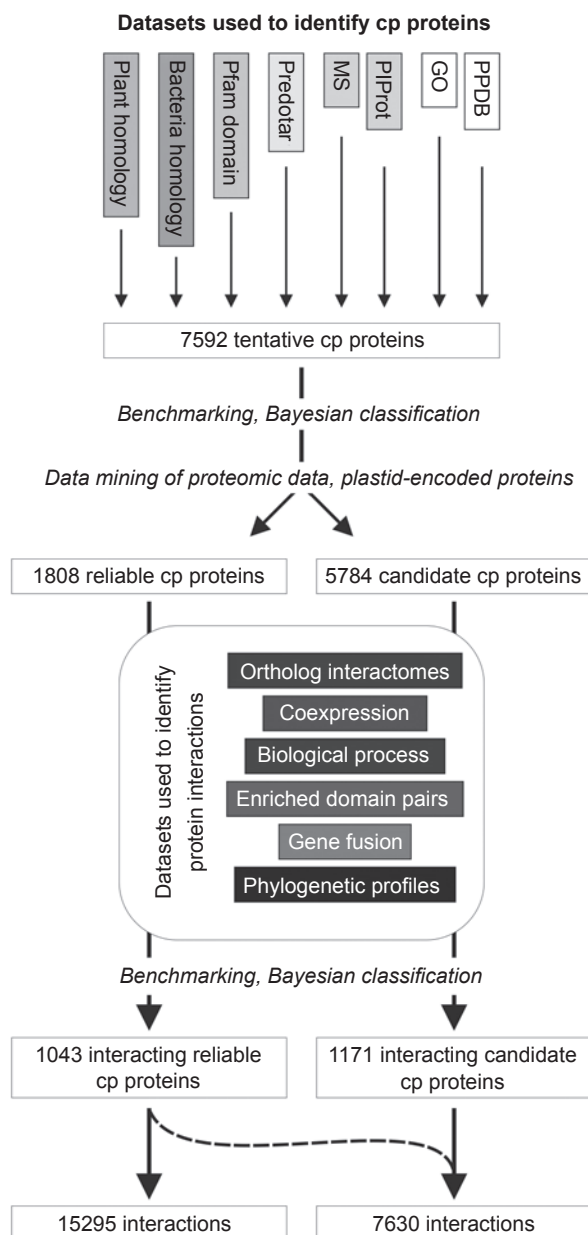 Datasets used to identify cp proteins
Plant homology
Bacteria homology
Pfam domain
Predotar
MS
PlProt
GO
PPDB
7592 tentative cp proteins
Benchmarking, Bayesian classification
Data mining of proteomic data, plastid-encoded proteins
1808 reliable cp proteins
5784 candidate cp proteins
Datasets used to identify
protein interactions
Ortholog interactomes
Coexpression
Biological process
Enriched domain pairs
Gene fusion
Phylogenetic profiles
Benchmarking, Bayesian classification
1043 interacting reliable
cp proteins
1171 interacting candidate
cp proteins
15295 interactions
7630 interactions